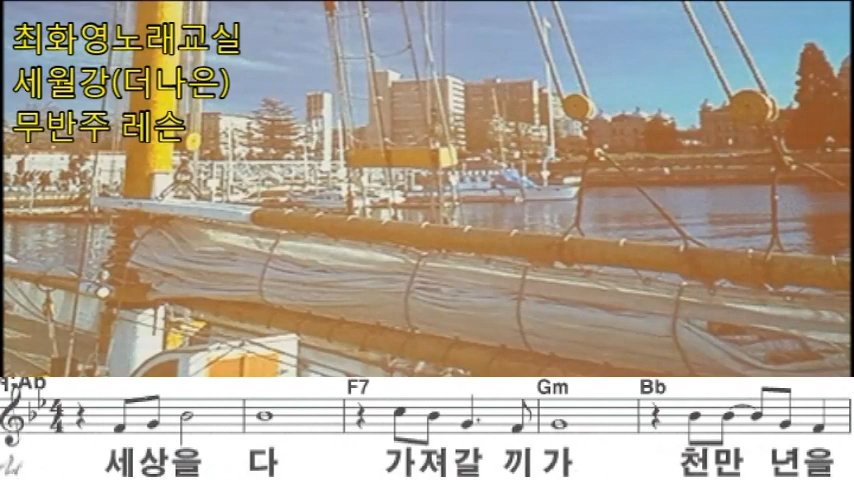 최화영노래교실
세월강(더나은)
무반주 레슨
F7 Gm Bb
세상을 다 가져갈 끼 가 천만 년을